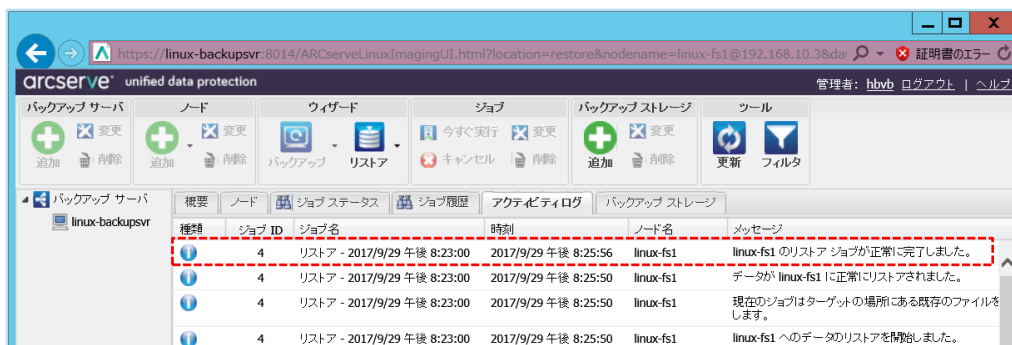 https://linux-backupsvr:8014/ARCserveLinuxImagingUI.html?location=restore&nodename=linux-fs1@192.168.10.3&da
証明書のエラー
arcserve® unified data protection
管理者: hbvb ログアウト | ヘルプ
バックアップ サーバ ノード ウィザード ジョブ バックアップ ストレージ ツール
追加 変更 削除 追加 変更 削除 バックアップ リストア 今すぐ実行 変更 キャンセル 削除 追加 変更 削除 更新 フィルタ
バックアップ サーバ
linux-backupsvr
概要 ノード ジョブ ステータス ジョブ履歴 アクティビティ ログ バックアップ ストレージ
種類 ジョブ ID ジョブ名 時刻 ノード名 メッセージ
4 リストア - 2017/9/29 午後 8:23:00 2017/9/29 午後 8:25:56 linux-fs1 linux-fs1 のリストア ジョブが正常に完了しました。
4 リストア - 2017/9/29 午後 8:23:00 2017/9/29 午後 8:25:50 linux-fs1 データが linux-fs1 に正常にリストアされました。
4 リストア - 2017/9/29 午後 8:23:00 2017/9/29 午後 8:25:50 linux-fs1 現在のジョブはターゲットの場所にある既存のファイルを
します。
4 リストア - 2017/9/29 午後 8:23:00 2017/9/29 午後 8:25:50 linux-fs1 linux-fs1 へのデータのリストアを開始しました。